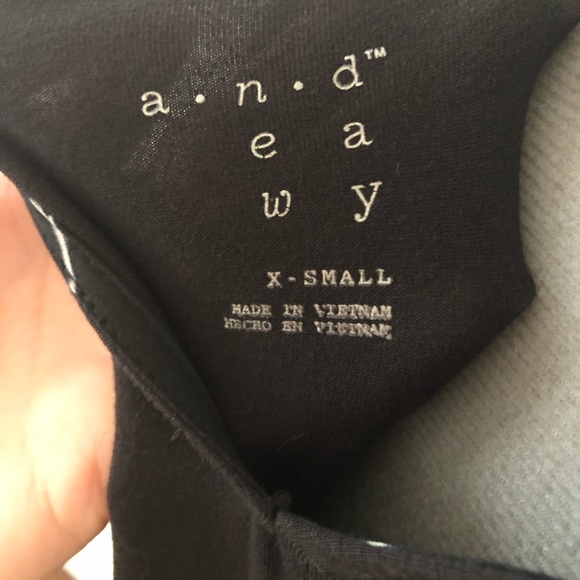 a · n · d™
e a
w y
X-SMALL
MADE IN VIETNAM
HECHO EN VIETNAM